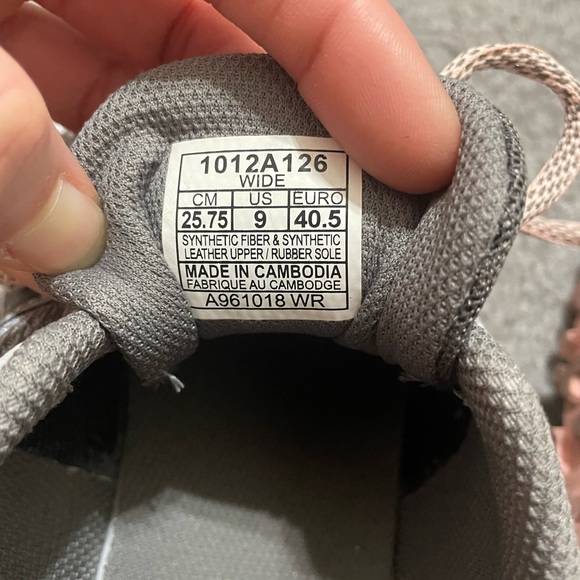 1012A126
WIDE
CM US EURO
25.75 9 40.5
SYNTHETIC FIBER & SYNTHETIC
LEATHER UPPER / RUBBER SOLE
MADE IN CAMBODIA
FABRIQUE AU CAMBODGE
A961018 WR